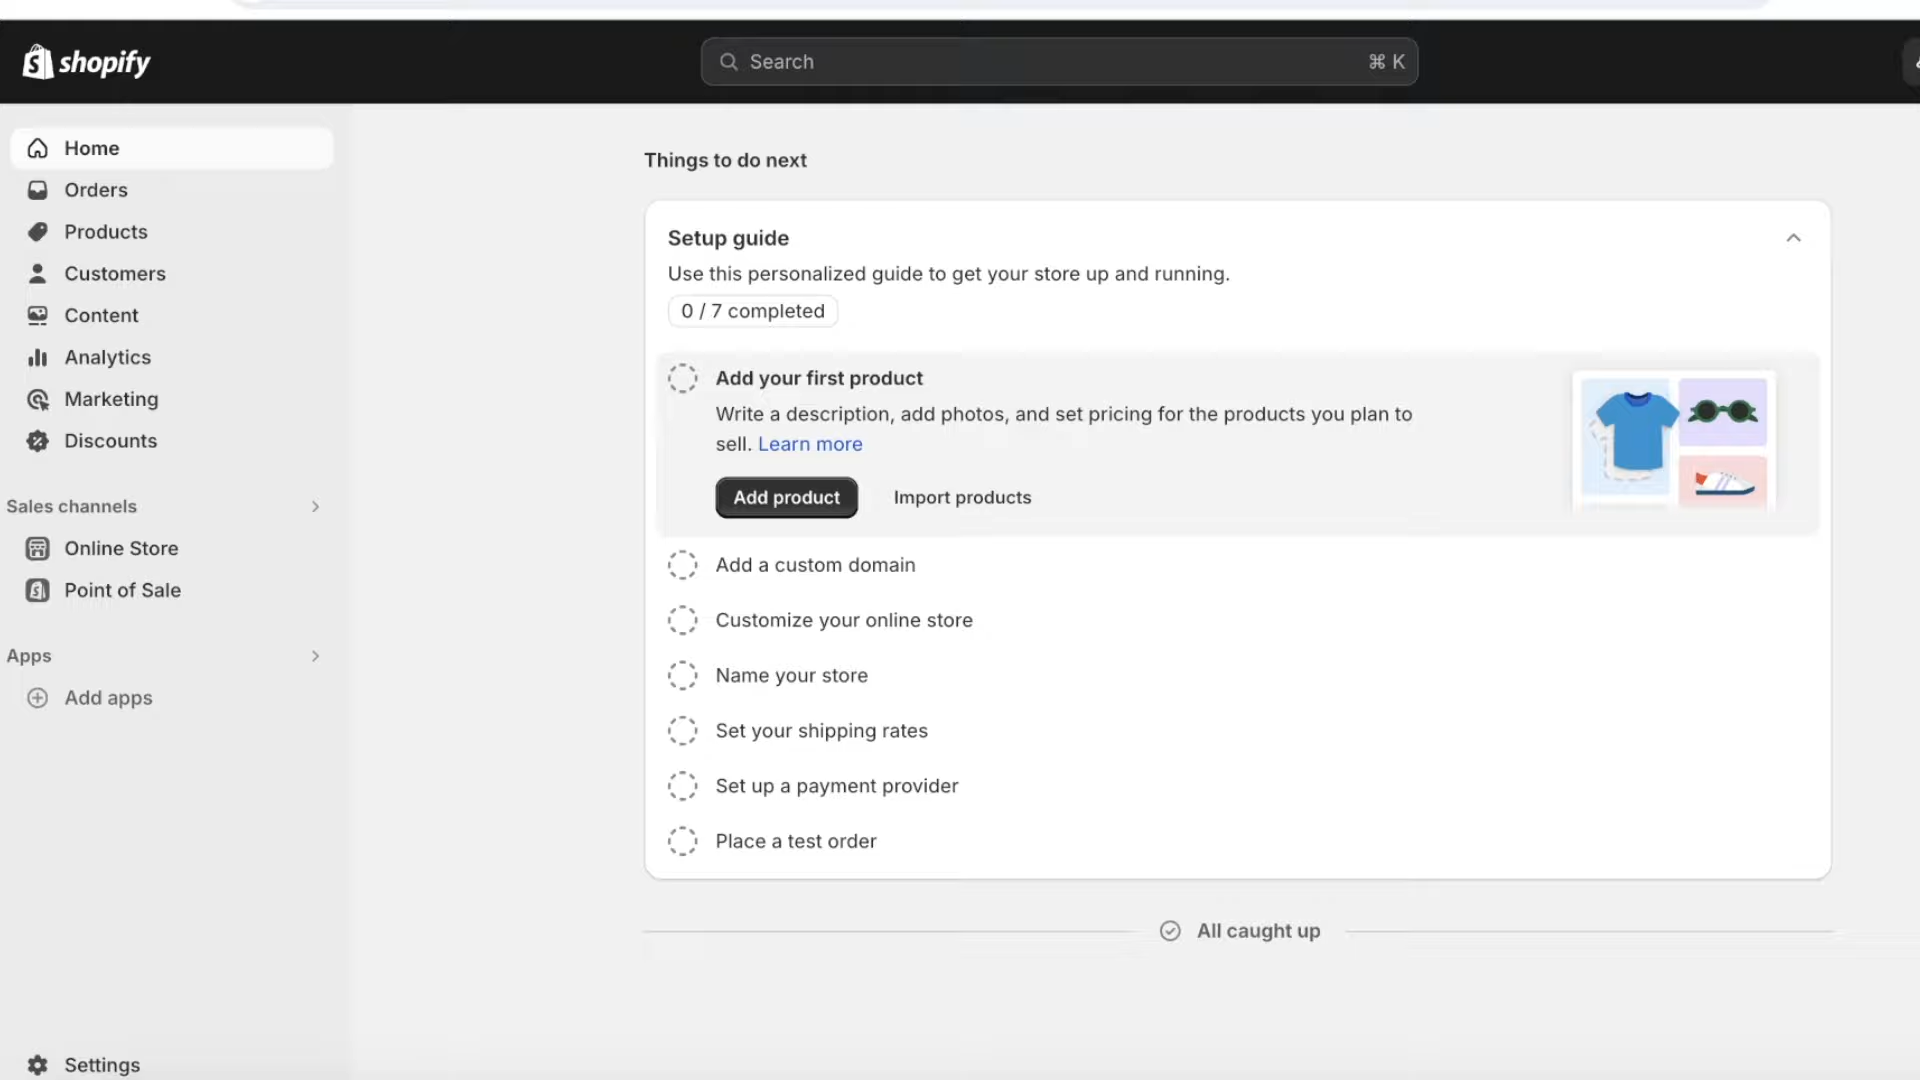 shopify
Search
⌘ K
Home
Orders
Products
Customers
Content
Analytics
Marketing
Discounts
Sales channels
Online Store
Point of Sale
Apps
Add apps
Settings
Things to do next
Setup guide
Use this personalized guide to get your store up and running.
0 / 7 completed
Add your first product
Write a description, add photos, and set pricing for the products you plan to
sell. Learn more
Add product
Import products
Add a custom domain
Customize your online store
Name your store
Set your shipping rates
Set up a payment provider
Place a test order
All caught up